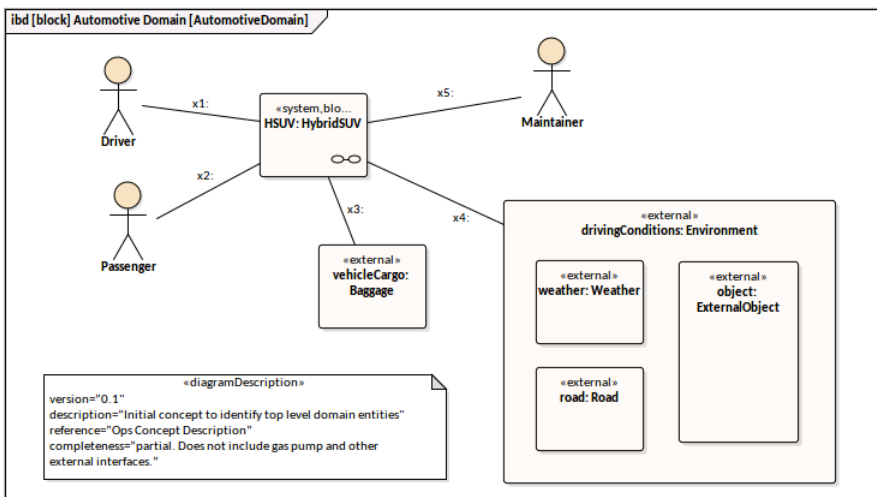 ibd [block] Automotive Domain [AutomotiveDomain]
Driver
x1:
«system,blo...
HSUV: HybridSUV
x5:
Maintainer
Passenger
x2:
x3:
x4:
«external»
vehicleCargo:
Baggage
«external»
drivingConditions: Environment
«external»
weather: Weather
«external»
object:
ExternalObject
«external»
road: Road
«diagramDescription»
version="0.1"
description="Initial concept to identify top level domain entities"
reference="Ops Concept Description"
completeness="partial. Does not include gas pump and other
external interfaces."